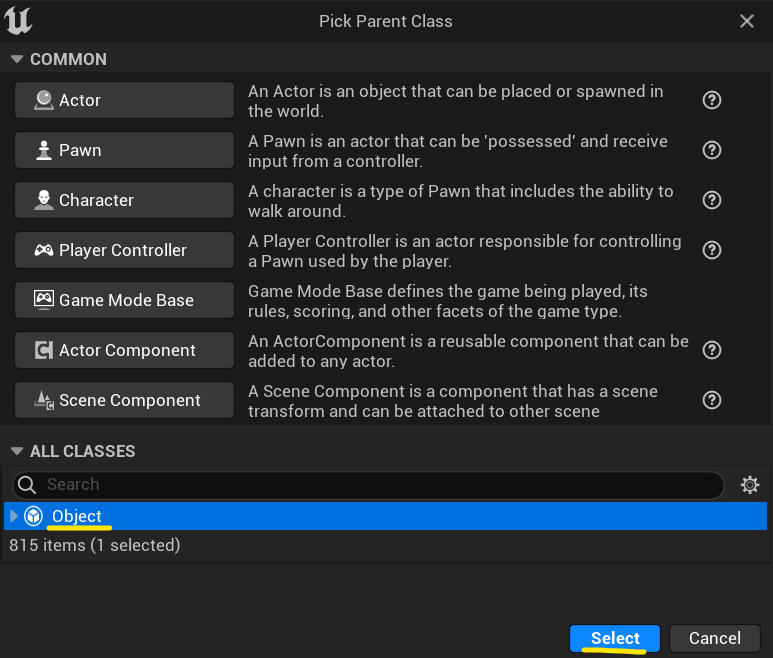 Pick Parent Class
COMMON
Actor
An Actor is an object that can be placed or spawned in
the world.
Pawn
A Pawn is an actor that can be 'possessed' and receive
input from a controller.
Character
A character is a type of Pawn that includes the ability to
walk around.
Player Controller
A Player Controller is an actor responsible for controlling
a Pawn used by the player.
Game Mode Base
Game Mode Base defines the game being played, its
rules, scoring, and other facets of the game type.
Actor Component
An ActorComponent is a reusable component that can be
added to any actor.
Scene Component
A Scene Component is a component that has a scene
transform and can be attached to other scene
ALL CLASSES
Search
Object
815 items (1 selected)
Select
Cancel